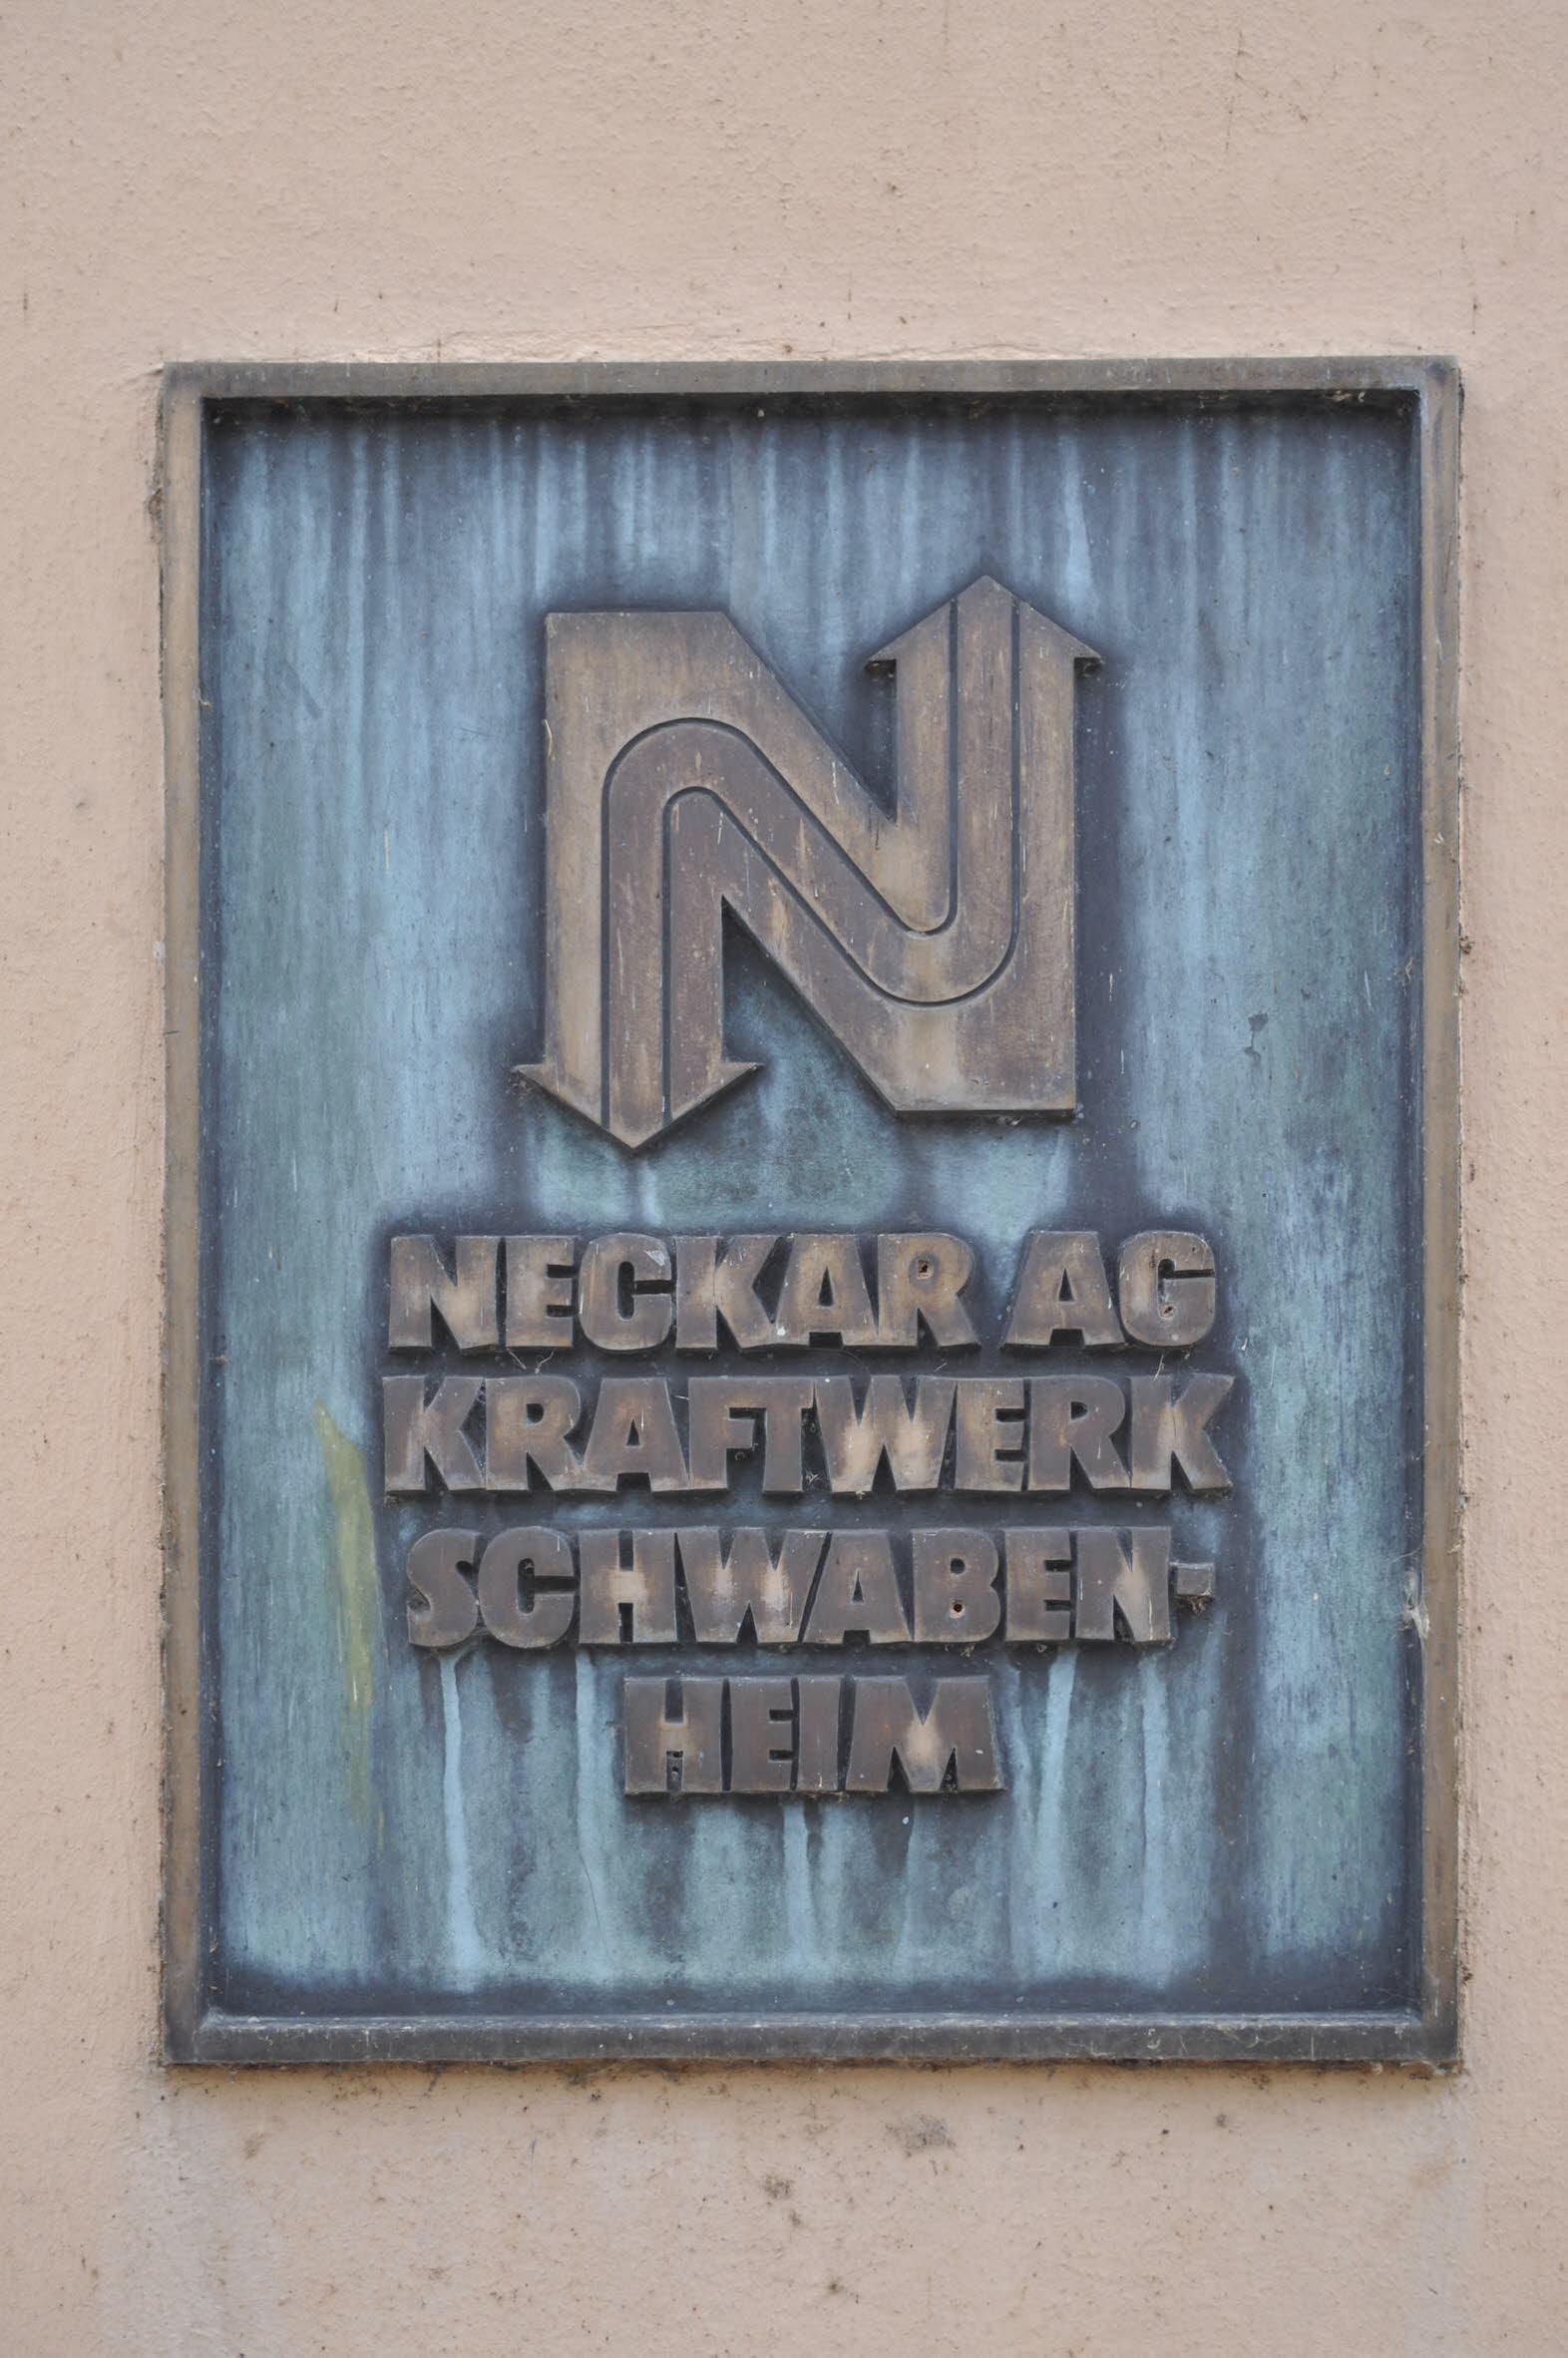 N
NECKAR AG
KRAFTWERK
SCHWABEN-
HEIM